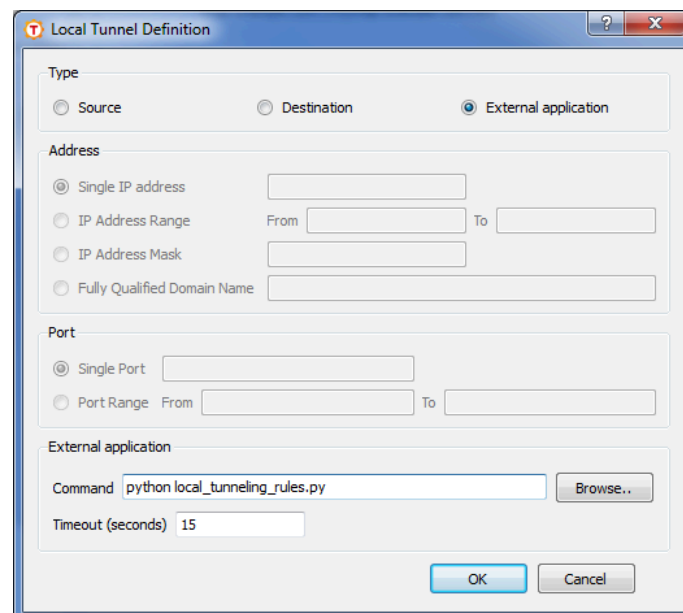 Local Tunnel Definition
Type
Source Destination External application
Address
Single IP address
IP Address Range From To
IP Address Mask
Fully Qualified Domain Name
Port
Single Port
Port Range From To
External application
Command python local_tunneling_rules.py Browse..
Timeout (seconds) 15
OK Cancel